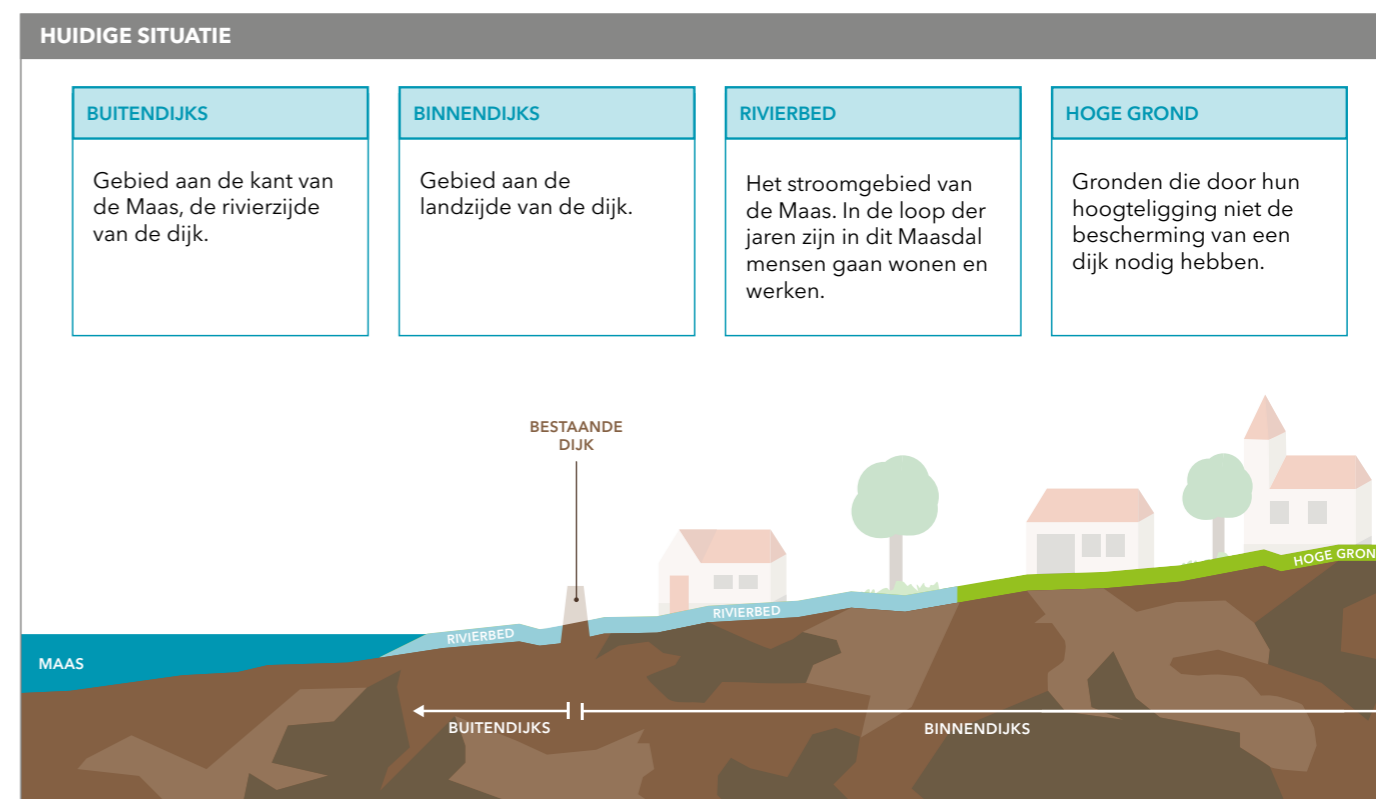 HUIDIGE SITUATIE
BUITENDIJKS
Gebied aan de kant van
de Maas, de rivierzijde
van de dijk.
BINNENDIJKS
Gebied aan de
landzijde van de dijk.
RIVIERBED
Het stroomgebied van
de Maas. In de loop der
jaren zijn in dit Maasdal
mensen gaan wonen en
werken.
HOGE GROND
Gronden die door hun
hoogteligging niet de
bescherming van een
dijk nodig hebben.
BESTAANDE
DIJK
HOGE GRON
RIVIERBED
RIVIERBED
MAAS
BUITENDIJKS
BINNENDIJKS